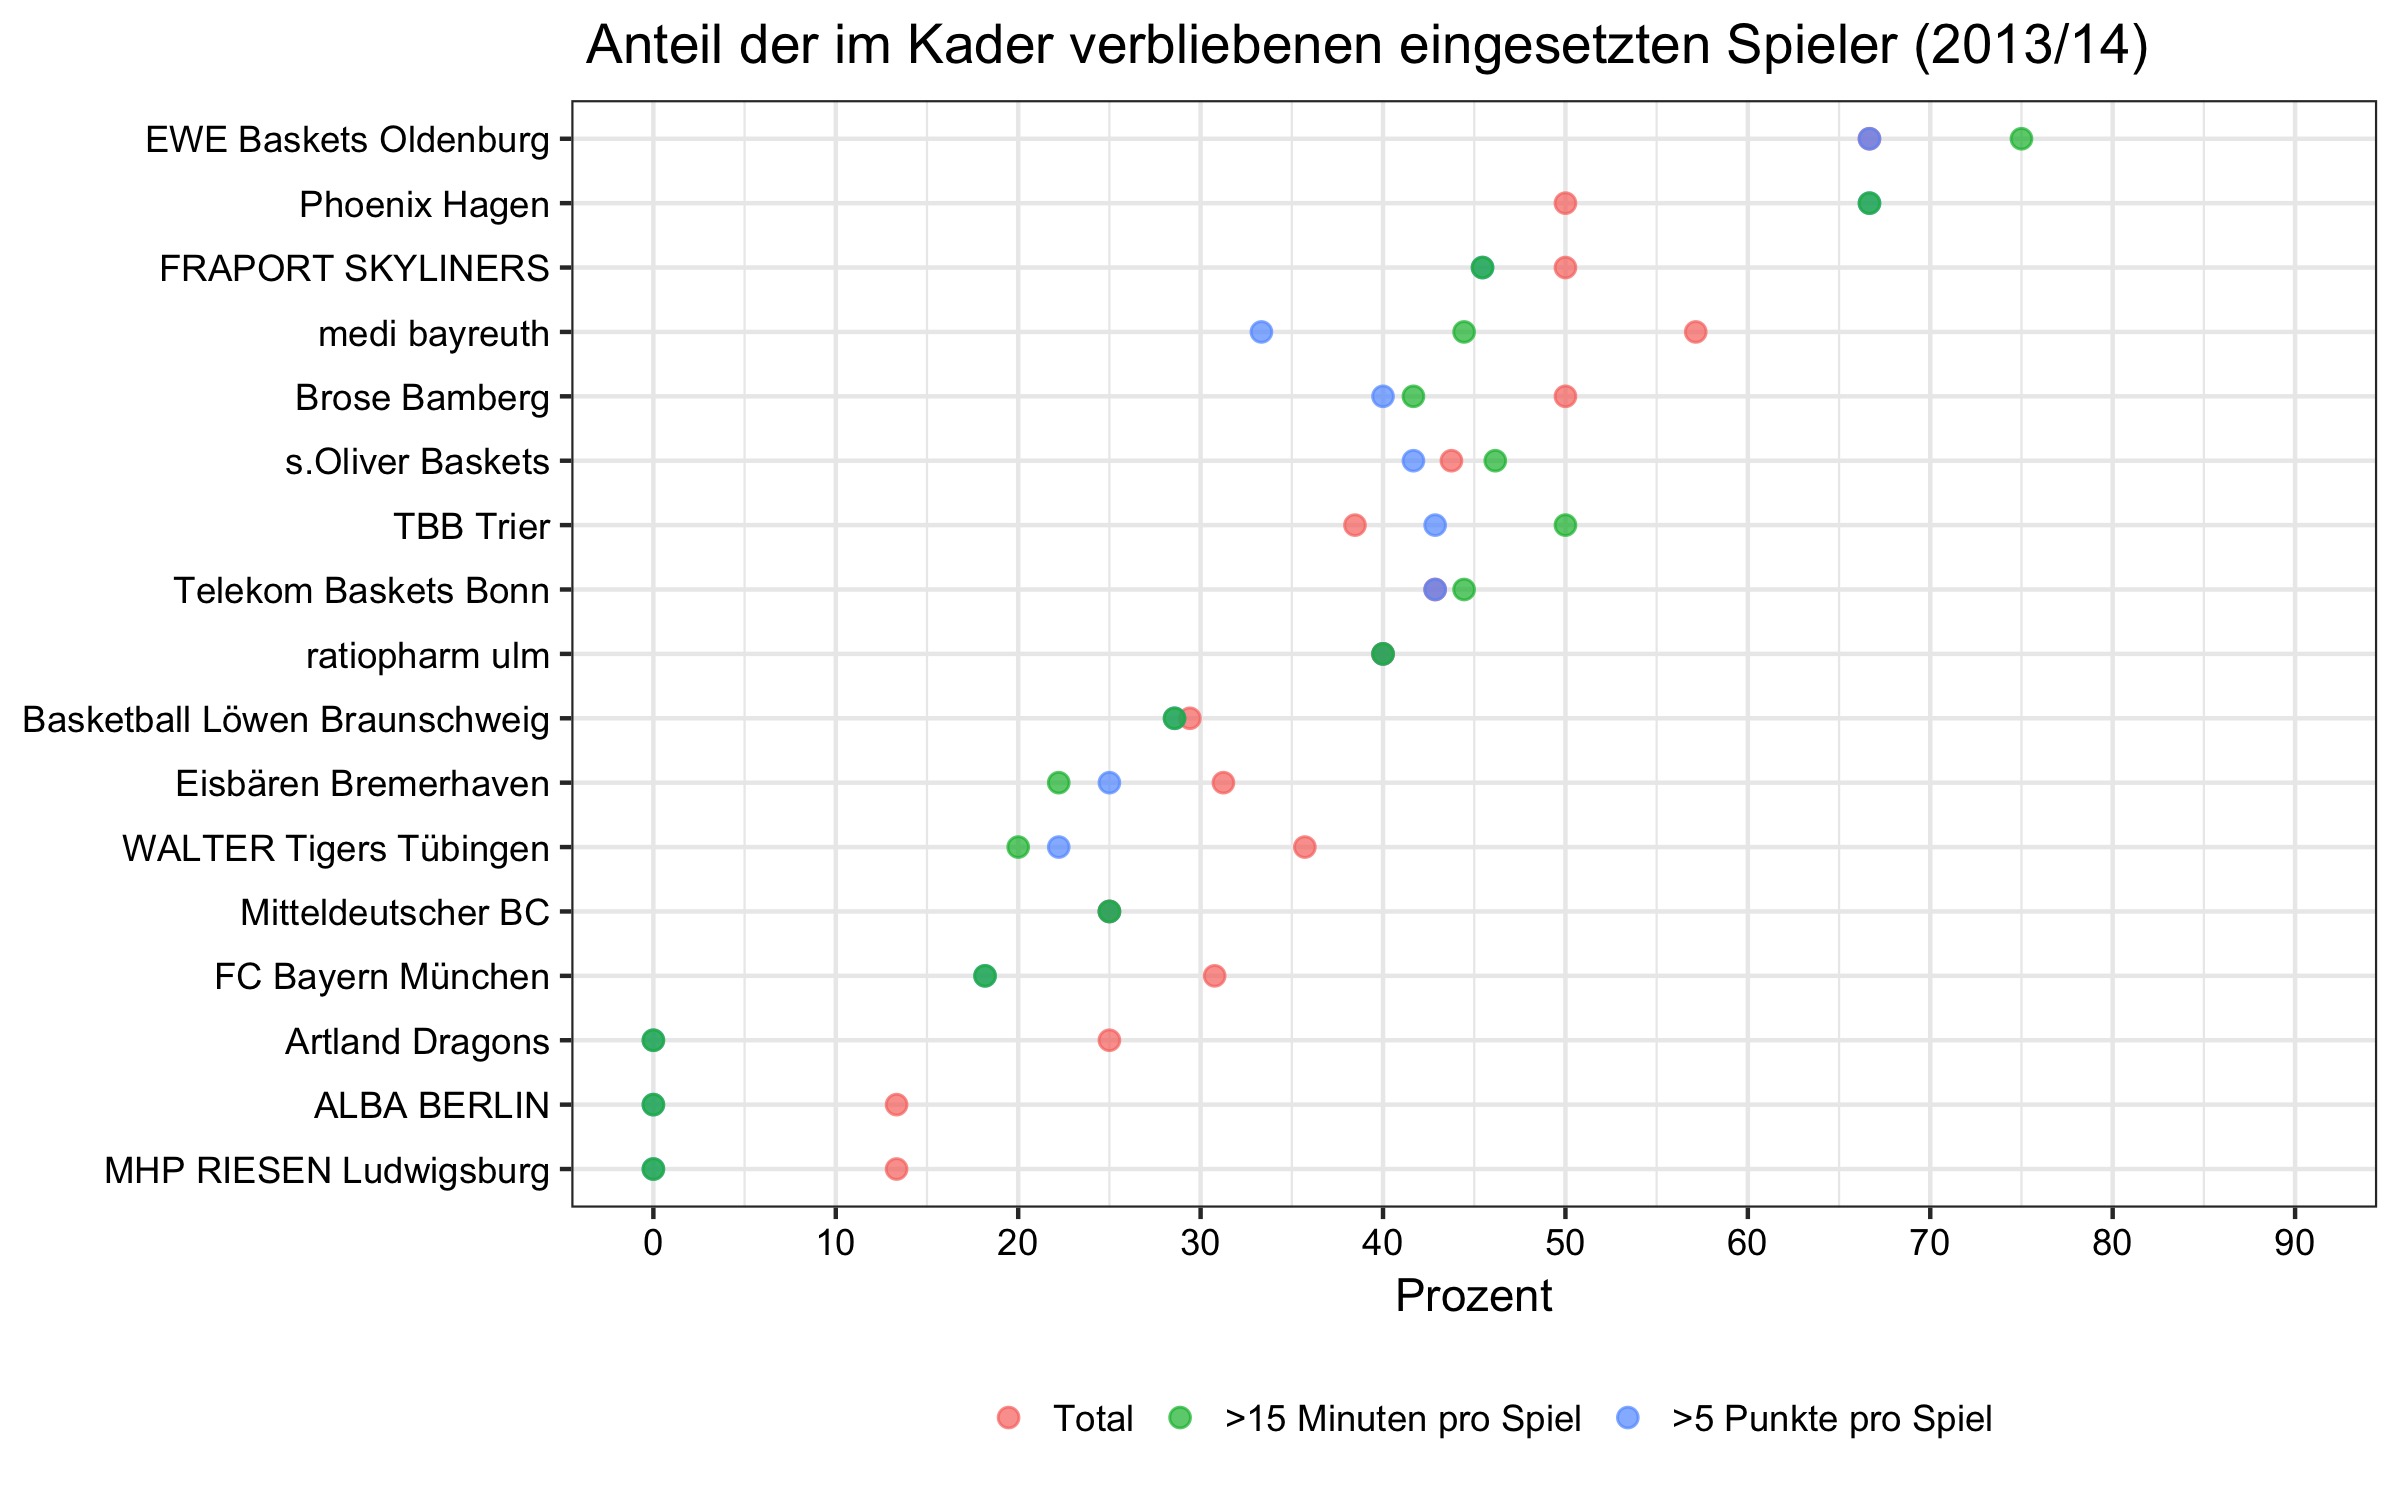 Anteil der im Kader verbliebenen eingesetzten Spieler (2013/14)
EWE Baskets Oldenburg
Phoenix Hagen
FRAPORT SKYLINERS
medi bayreuth
Brose Bamberg
s.Oliver Baskets
TBB Trier
Telekom Baskets Bonn
ratiopharm ulm
Basketball Löwen Braunschweig
Eisbären Bremerhaven
WALTER Tigers Tübingen
Mitteldeutscher BC
FC Bayern München
Artland Dragons
ALBA BERLIN
MHP RIESEN Ludwigsburg
0 10 20 30 40 50 60 70 80 90
Prozent
Total >15 Minuten pro Spiel >5 Punkte pro Spiel